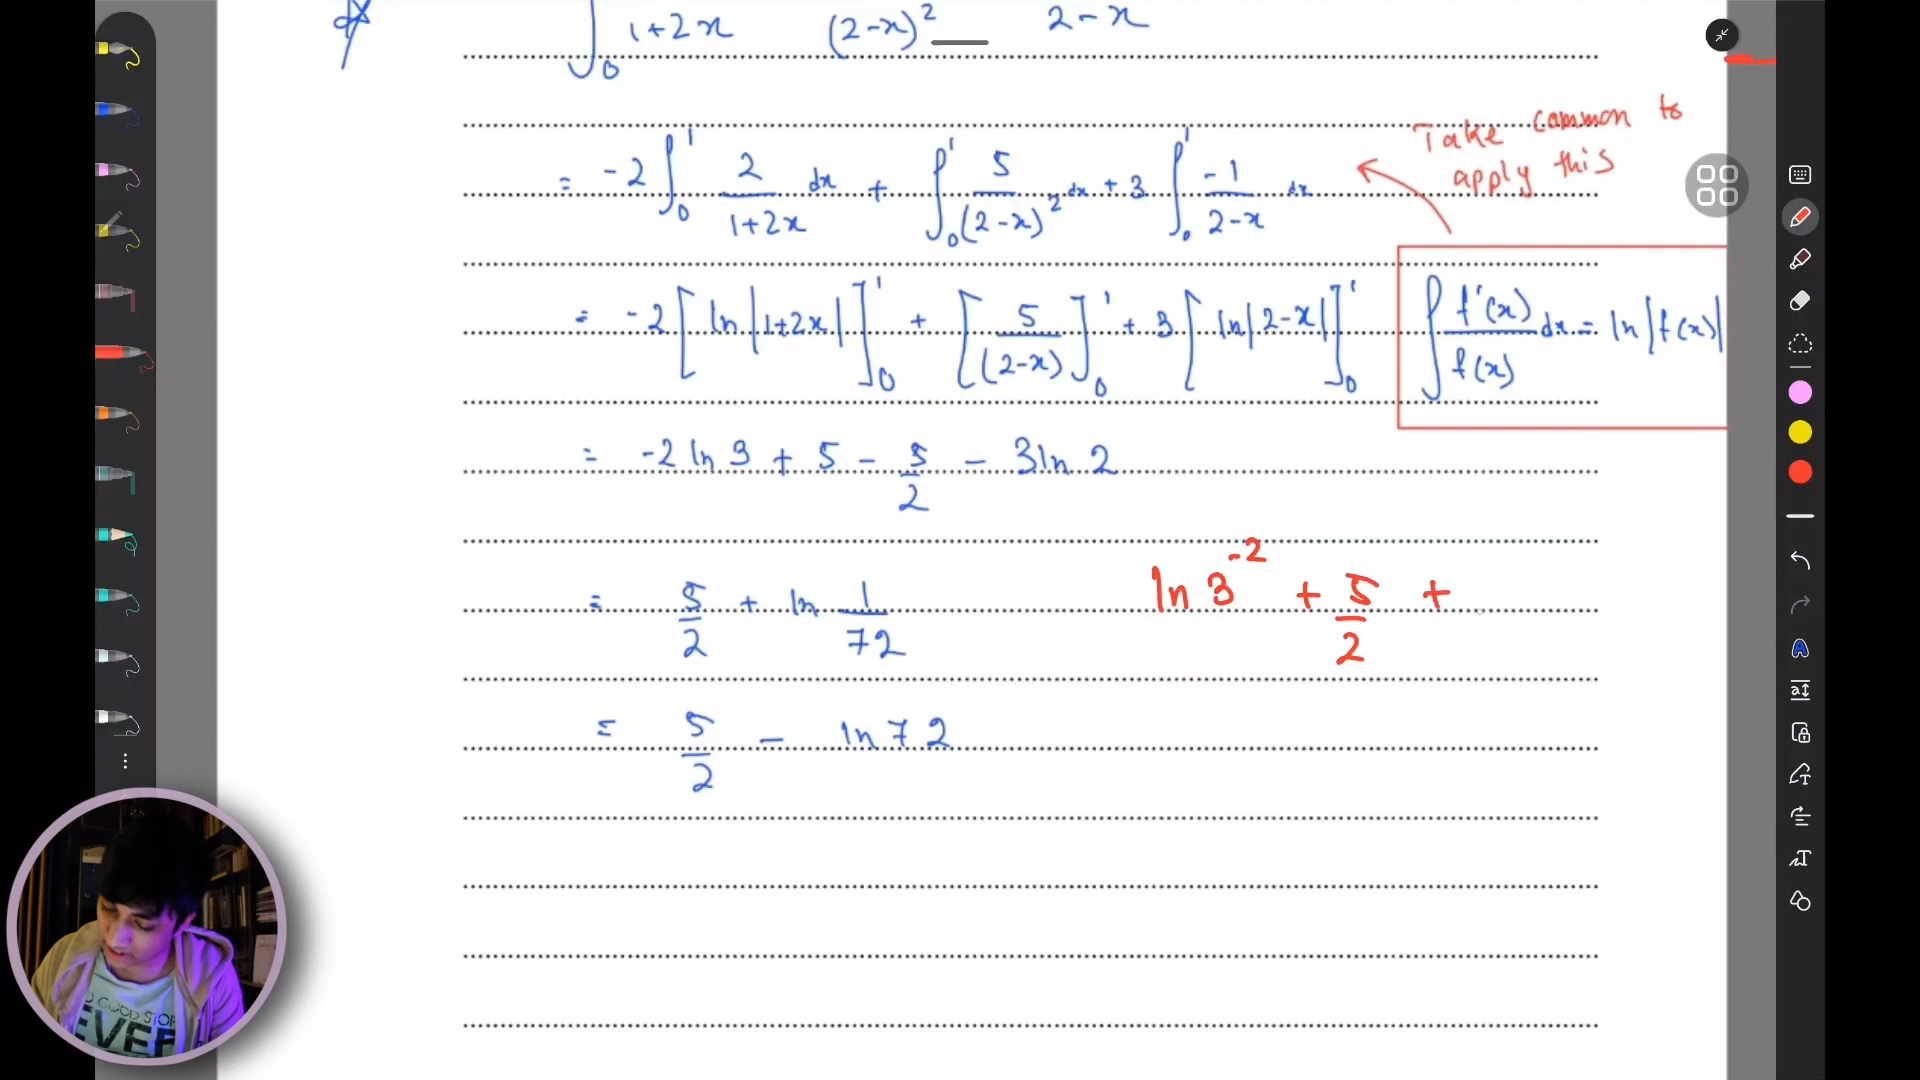 ∫₀ 1+2x (2-x)² 2-x
= -2 ∫₀¹ 2/(1+2x) dx + ∫₀¹ 5/(2-x)² dx + 3 ∫₀¹ -1/(2-x) dx
Take common to
apply this
= -2 [ln|1+2x|]₀¹ + [5/(2-x)]₀¹ + 3 [ln|2-x|]₀¹
∫ f'(x)/f(x) dx = ln|f(x)|
= -2 ln 3 + 5 - 5/2 - 3 ln 2
= 5/2 + ln 1/72
ln 3⁻² + 5/2 +
= 5/2 - ln 72
A
aI